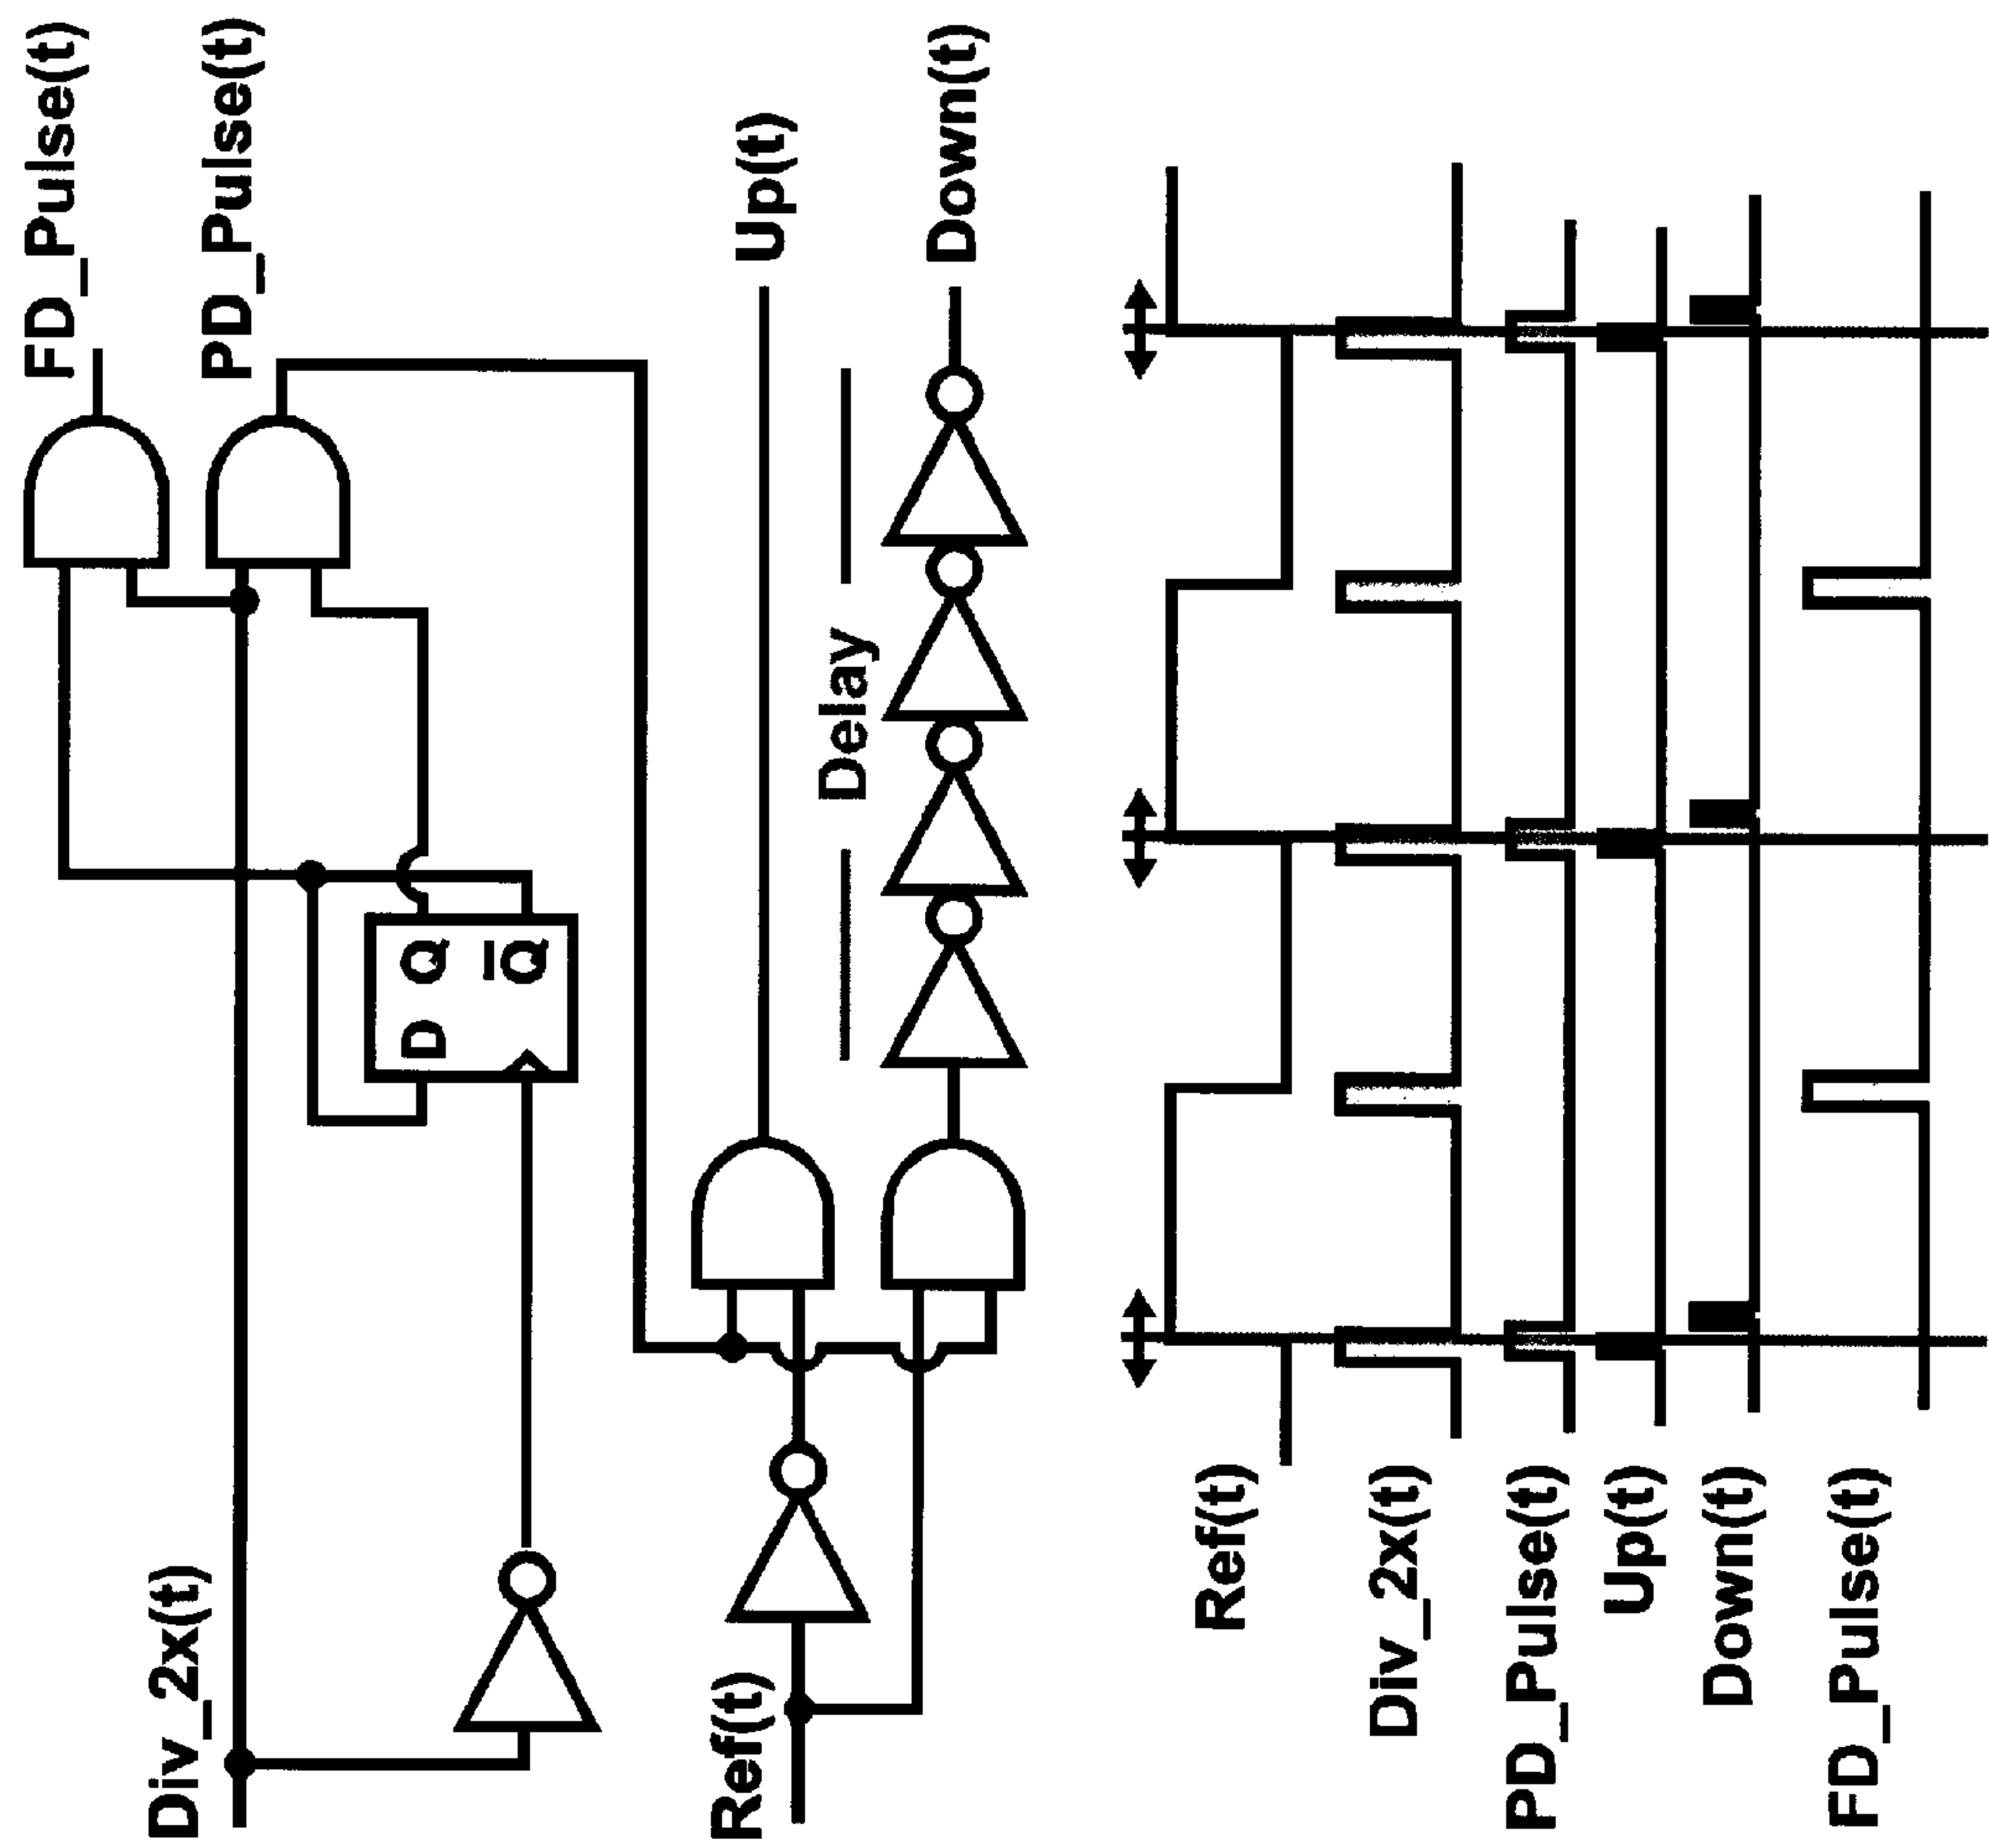 FD_Pulse(t)
Div_2x(t)
PD_Pulse(t)
D Q
Q
Ref(t)
Up(t)
Delay
Down(t)
Ref(t)
Div_2x(t)
PD_Pulse(t)
Up(t)
Down(t)
FD_Pulse(t)